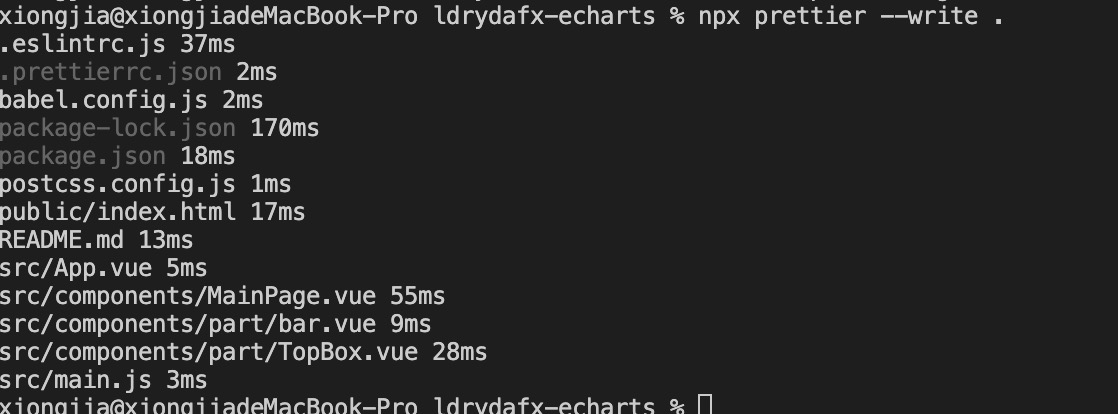 xiongjia@xiongjiadeMacBook-Pro ldrydafx-echarts % npx prettier --write .
.eslintrc.js 37ms
.prettierrc.json 2ms
babel.config.js 2ms
package-lock.json 170ms
package.json 18ms
postcss.config.js 1ms
public/index.html 17ms
README.md 13ms
src/App.vue 5ms
src/components/MainPage.vue 55ms
src/components/part/bar.vue 9ms
src/components/part/TopBox.vue 28ms
src/main.js 3ms
xiongjia@xiongjiadeMacBook-Pro ldrydafx-echarts %